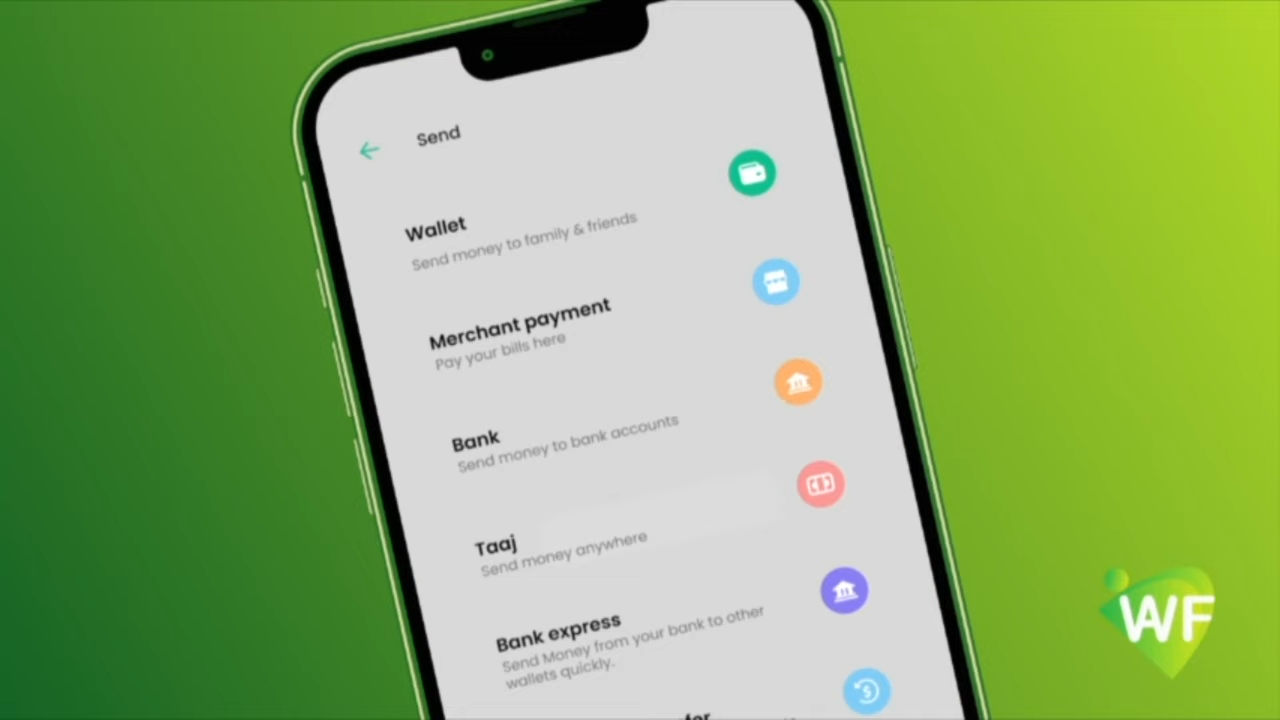 Send
Wallet
Send money to family & friends
Merchant payment
Pay your bills here
Bank
Send money to bank accounts
Taaj
Send money anywhere
Bank express
Send Money from your bank to other
wallets quickly.
WF